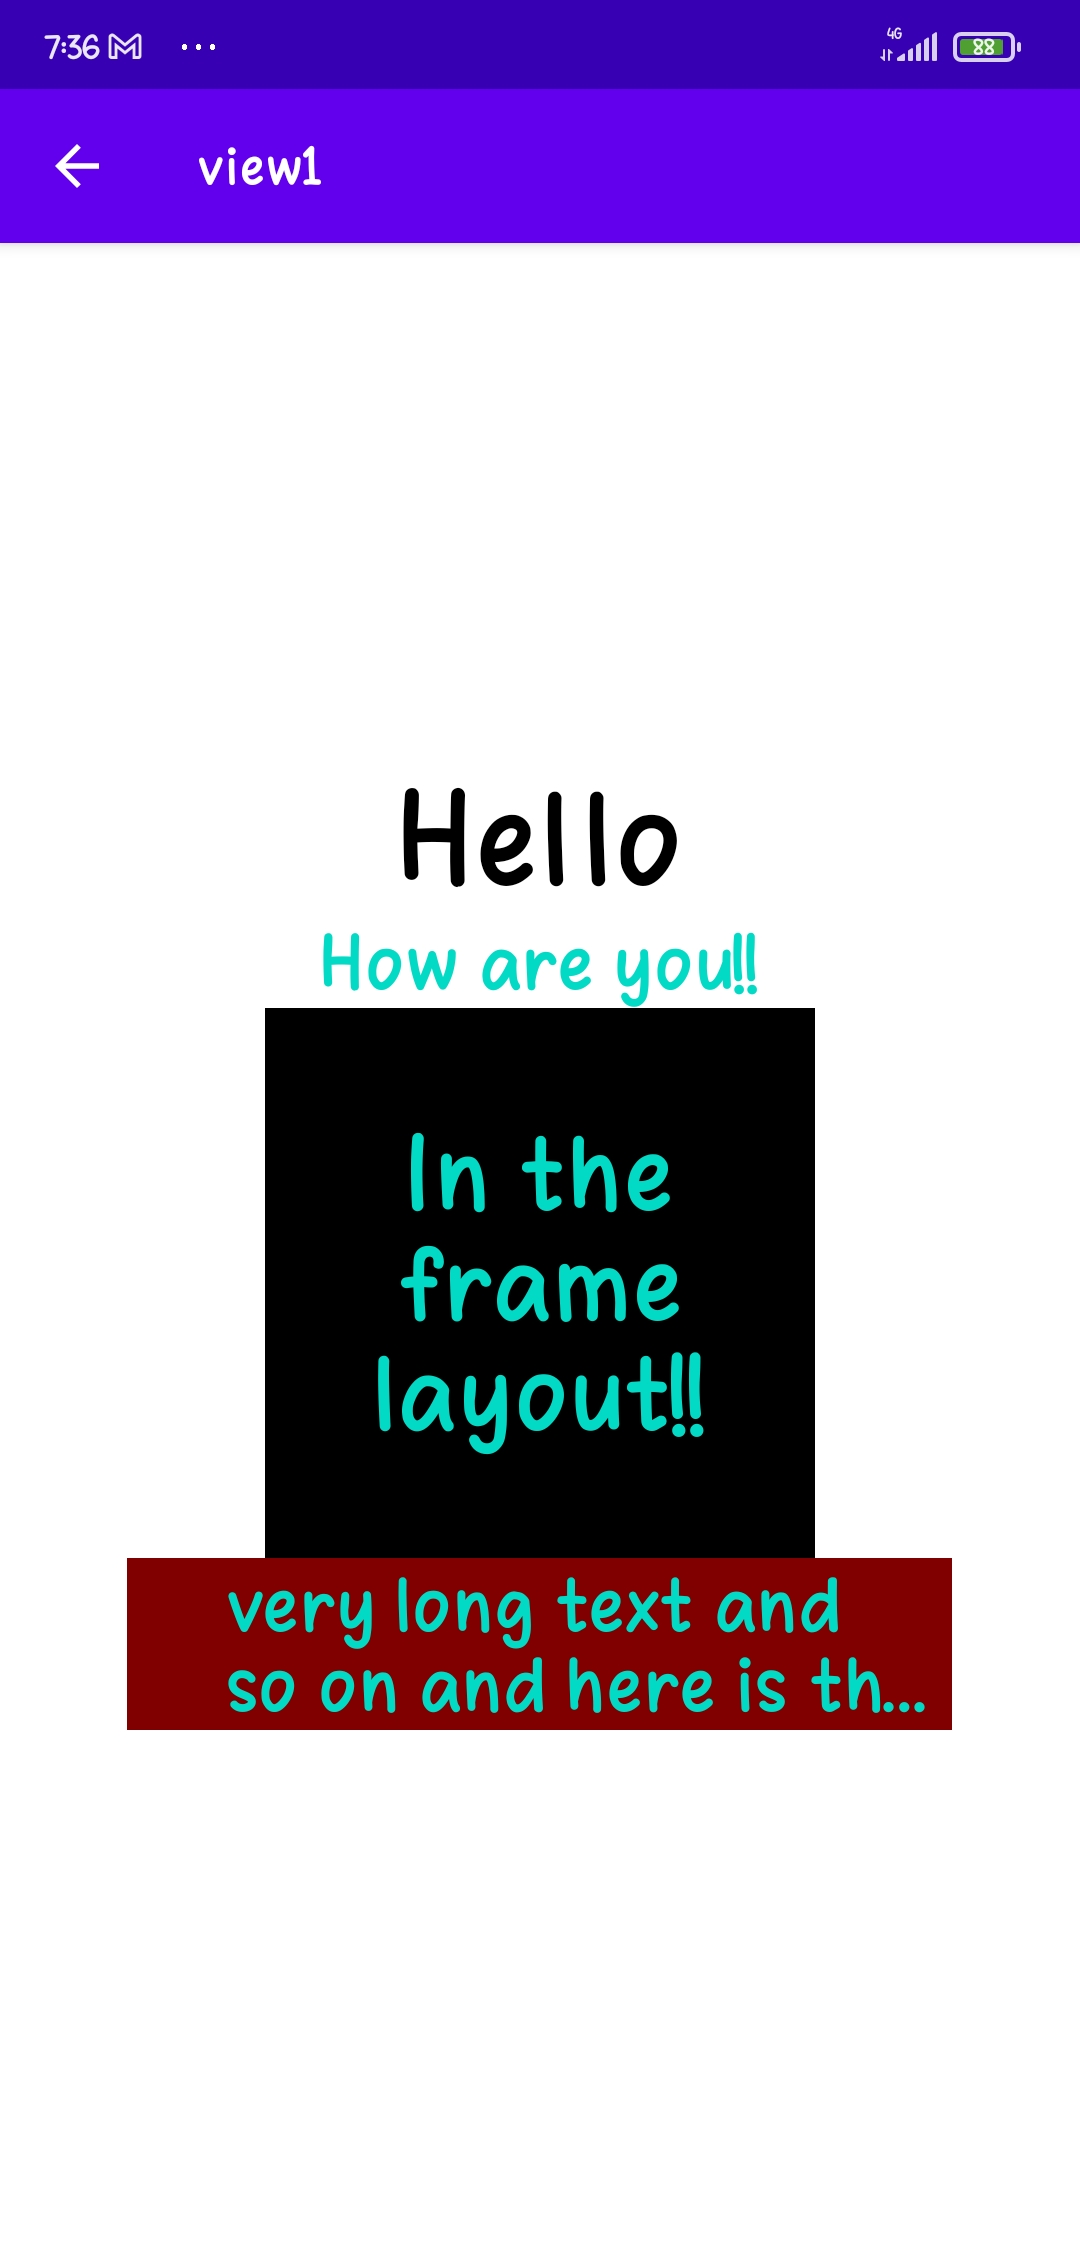 7:36
4G
88
view1
Hello
How are you!!
In the
frame
layout!!
very long text and
so on and here is th...